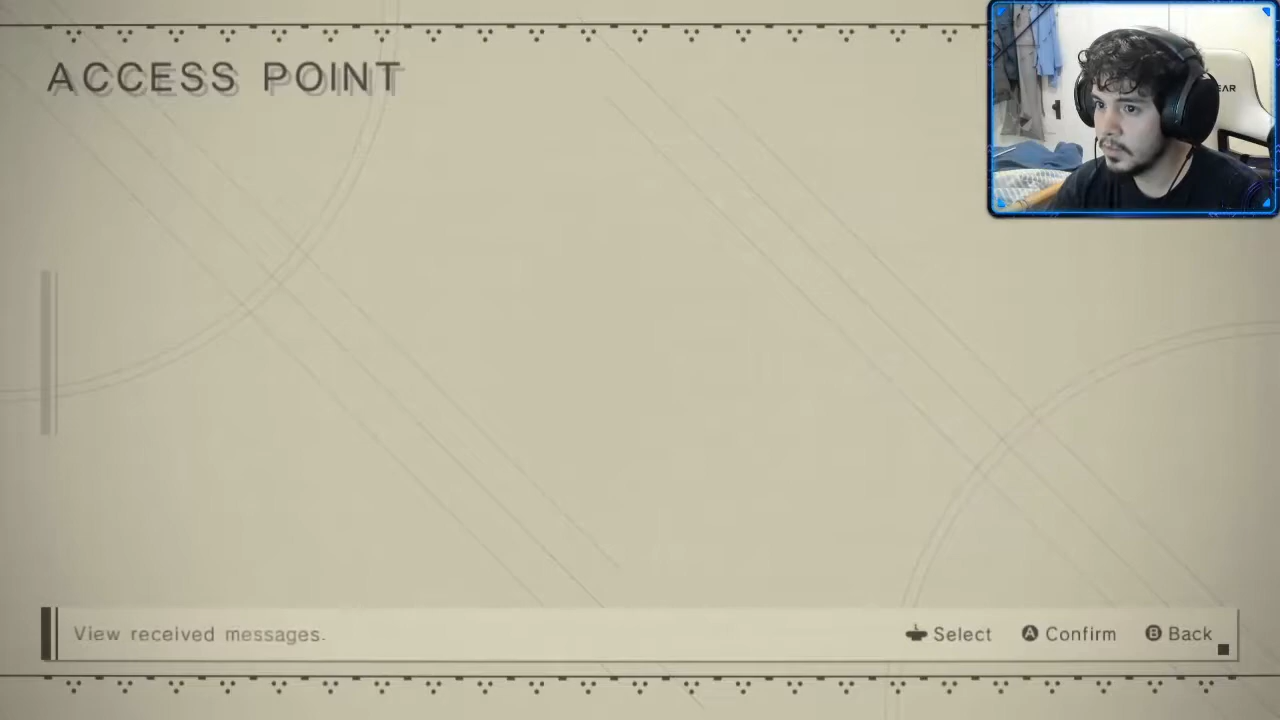 ACCESS POINT
View received messages.
Select
A Confirm
B Back